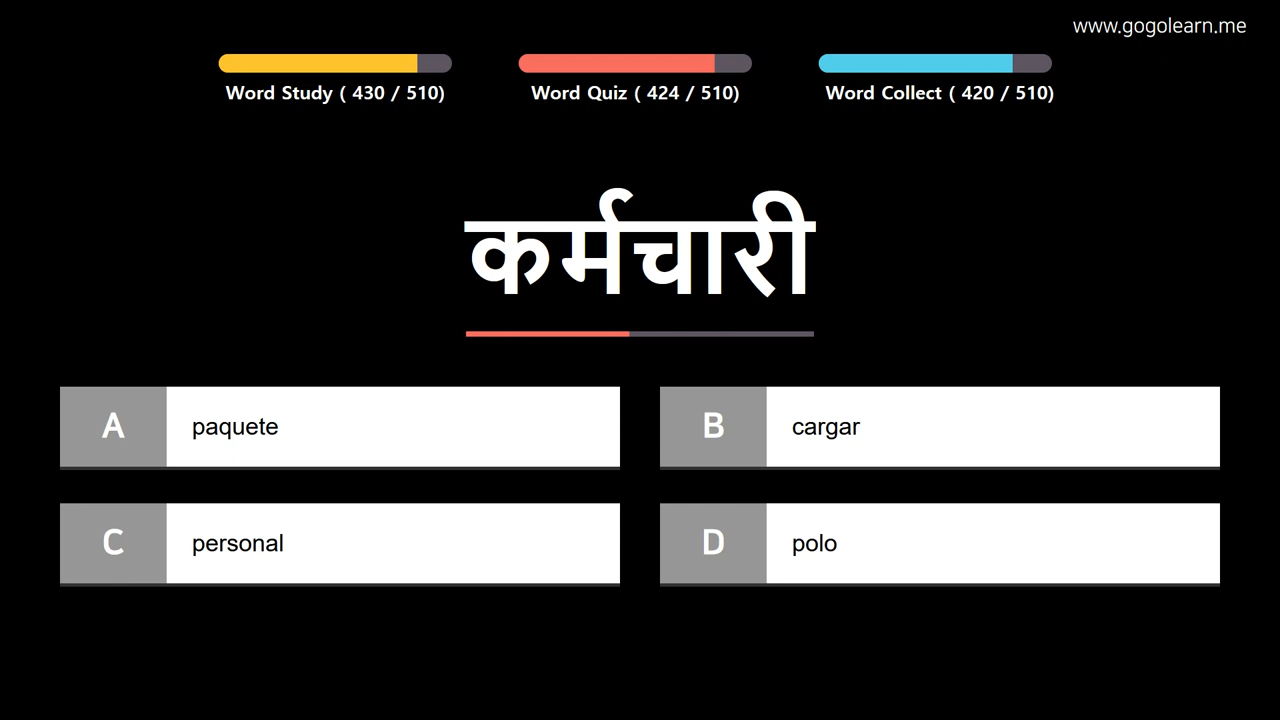 www.gogolearn.me
Word Study ( 430 / 510)
Word Quiz ( 424 / 510)
Word Collect ( 420 / 510)
कर्मचारी
A paquete
B cargar
C personal
D polo